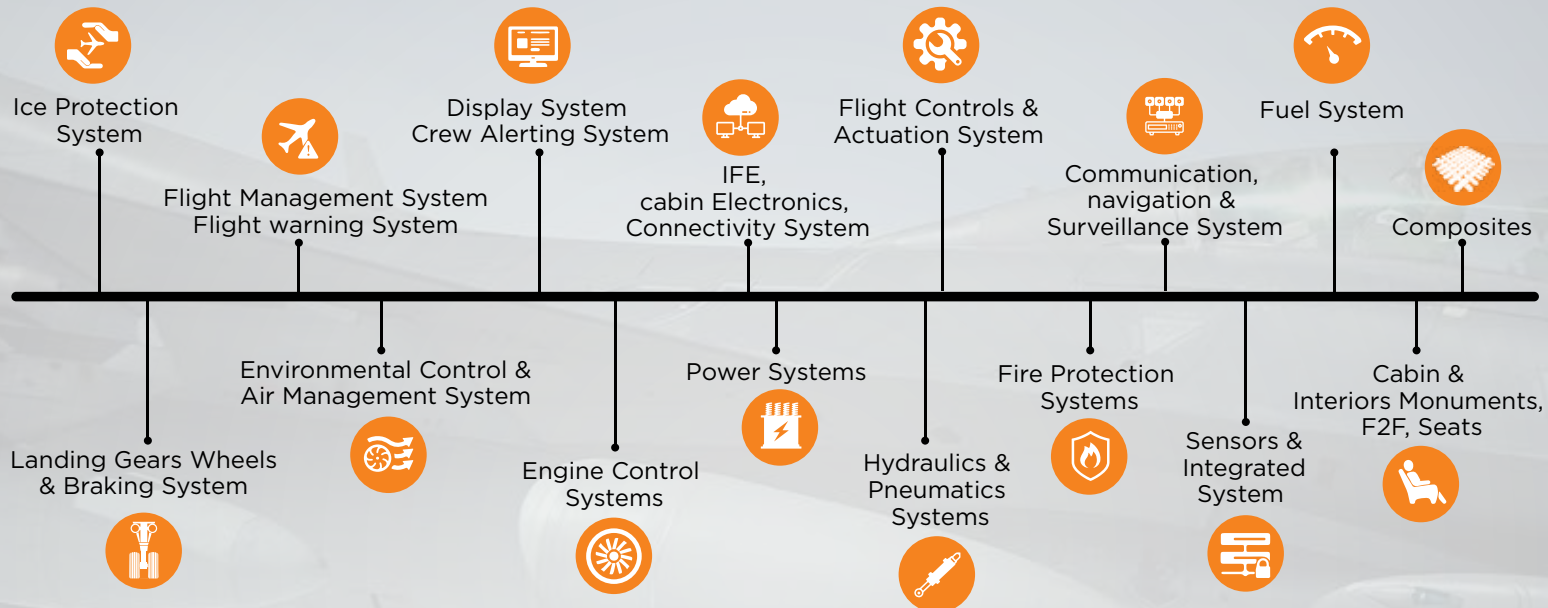 Ice Protection
System
Flight Management System
Flight warning System
Display System
Crew Alerting System
IFE,
cabin Electronics,
Connectivity System
Flight Controls &
Actuation System
Communication,
navigation &
Surveillance System
Fuel System
Composites
Landing Gears Wheels
& Braking System
Environmental Control &
Air Management System
Engine Control
Systems
Power Systems
Hydraulics &
Pneumatics
Systems
Fire Protection
Systems
Sensors &
Integrated
System
Cabin &
Interiors Monuments,
F2F, Seats